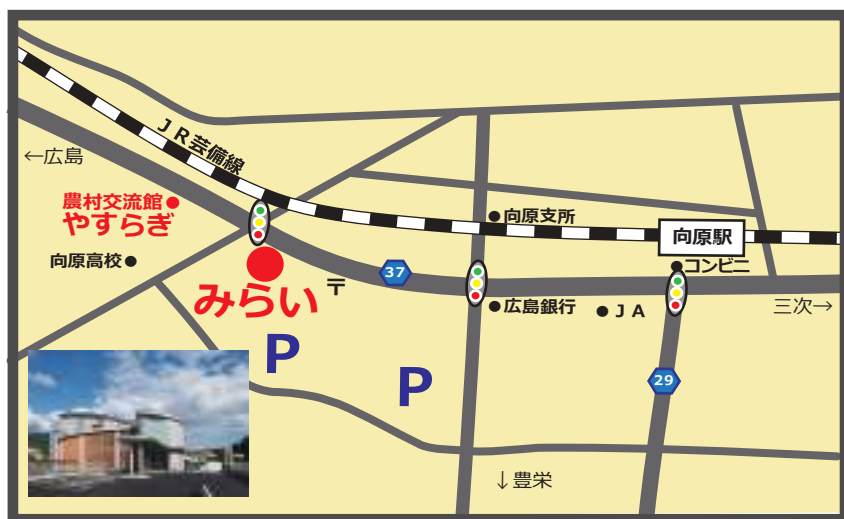 JR芸備線
←広島
農村交流館
やすらぎ
向原高校
みらい
〒
37
向原支所
向原駅
コンビニ
広島銀行
JA
三次→
P
P
29
↓豊栄